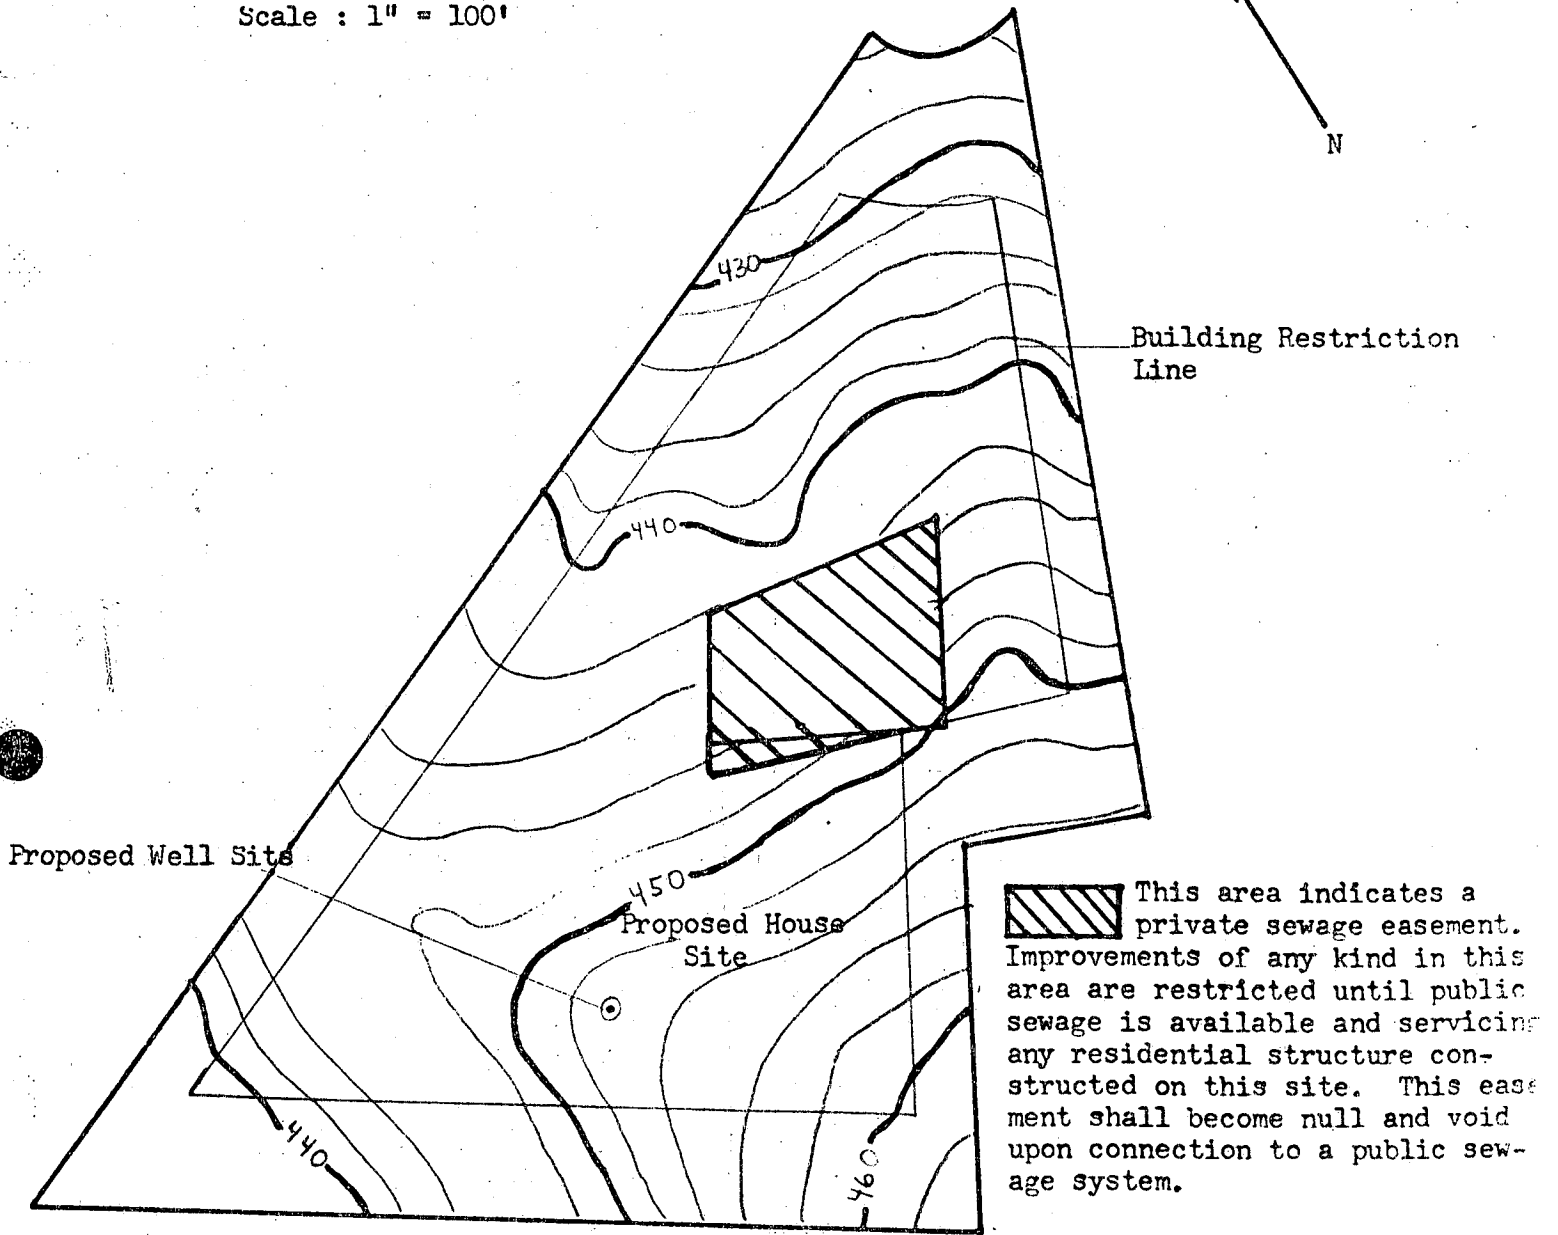 Scale : 1" = 100'
N
430
Building Restriction
Line
440
Proposed Well Site
450
Proposed House
Site
This area indicates a
private sewage easement.
Improvements of any kind in this
area are restricted until public
sewage is available and servicing
any residential structure con-
structed on this site. This ease
ment shall become null and void
upon connection to a public sew-
age system.
440
460